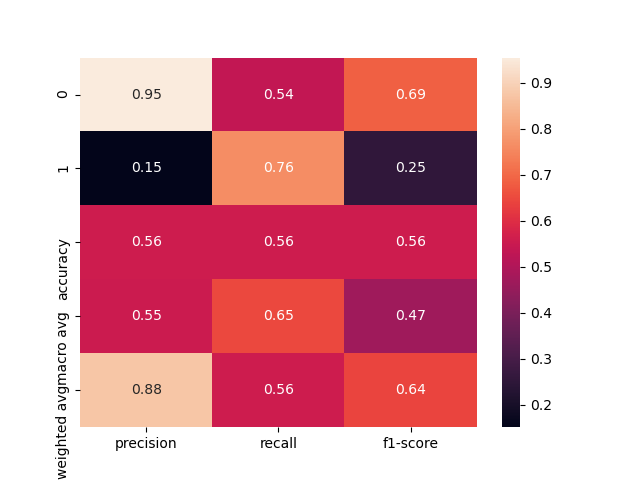 0 0.95 0.54 0.69
1 0.15 0.76 0.25
accuracy 0.56 0.56 0.56
macro avg 0.55 0.65 0.47
weighted avg 0.88 0.56 0.64
precision recall f1-score
0.9
0.8
0.7
0.6
0.5
0.4
0.3
0.2